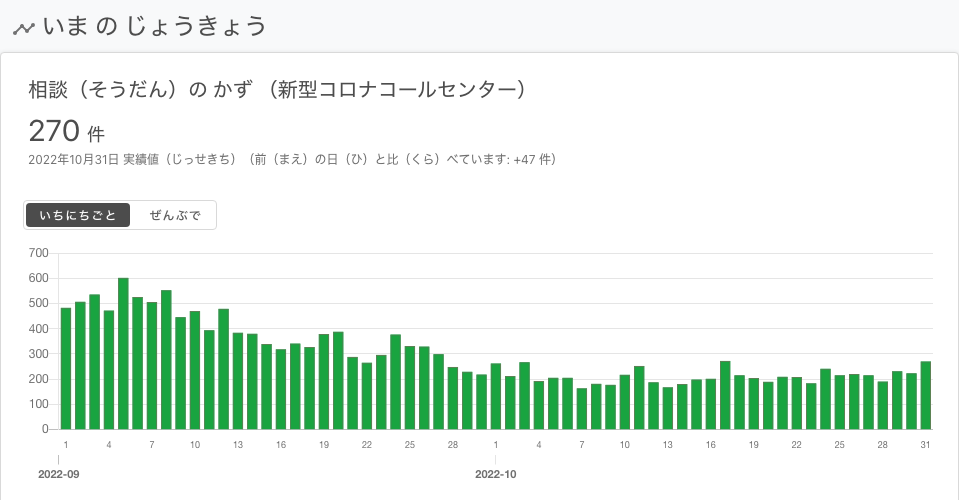 いま の じょうきょう
相談（そうだん）の かず （新型コロナコールセンター）
270 件
2022年10月31日 実績値（じっせきち）（前（まえ）の日（ひ）と比（くら）べています: +47 件）
いちにちごと ぜんぶで
700
600
500
400
300
200
100
0
1 4 7 10 13 16 19 22 25 28 1 4 7 10 13 16 19 22 25 28 31
2022-09 2022-10